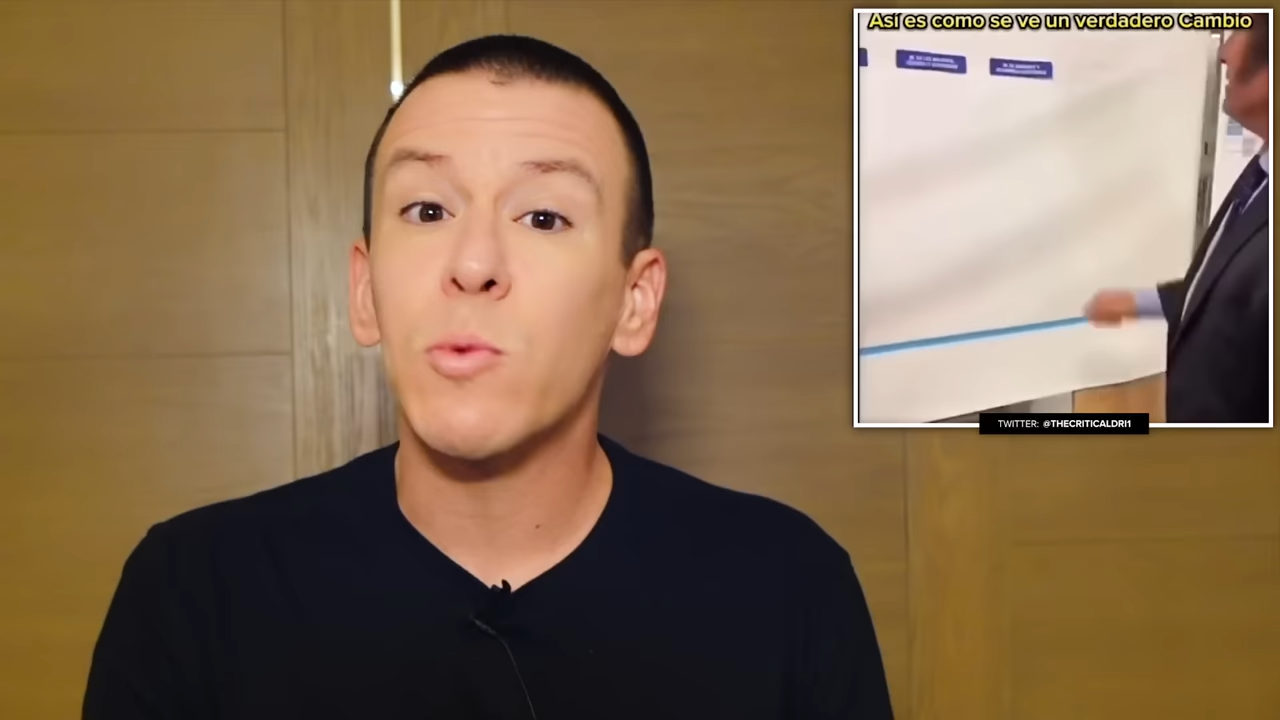 Así es como se ve un verdadero Cambio
TWITTER: @THECRITICALDRI1